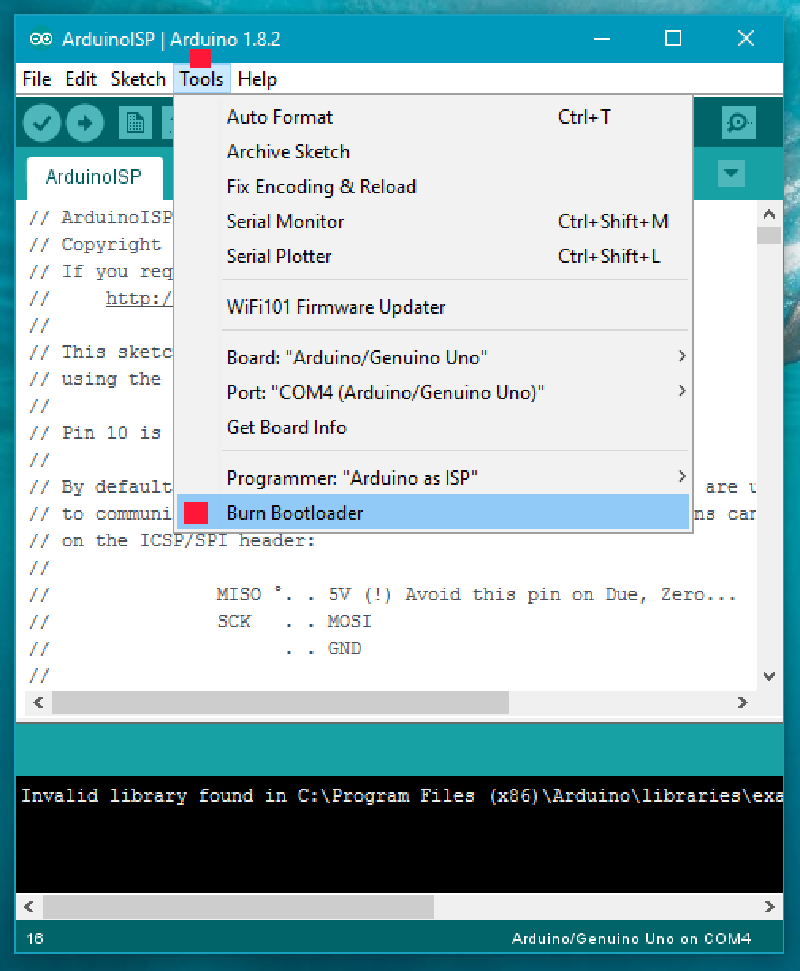 ArduinoISP | Arduino 1.8.2
File Edit Sketch Tools Help
Auto Format Ctrl+T
Archive Sketch
Fix Encoding & Reload
Serial Monitor Ctrl+Shift+M
Serial Plotter Ctrl+Shift+L
WiFi101 Firmware Updater
Board: "Arduino/Genuino Uno"
Port: "COM4 (Arduino/Genuino Uno)"
Get Board Info
Programmer: "Arduino as ISP"
Burn Bootloader
ArduinoISP
// ArduinoISP
// Copyright
// If you req
// http:/
//
// This sketc
// using the
//
// Pin 10 is
//
// By default are u
// to communi ns car
// on the ICSP/SPI header:
//
// MISO °. . 5V (!) Avoid this pin on Due, Zero...
// SCK . . MOSI
// . . GND
//
Invalid library found in C:\Program Files (x86)\Arduino\libraries\exa
16 Arduino/Genuino Uno on COM4